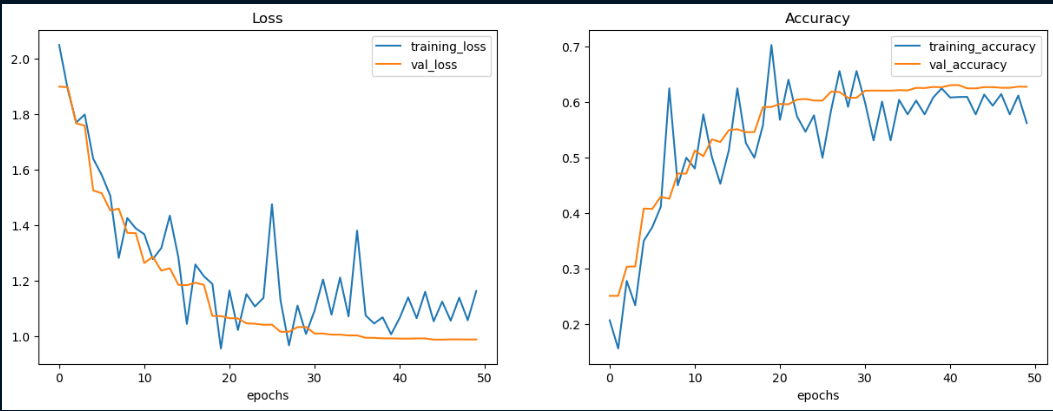 Loss
2.0
1.8
1.6
1.4
1.2
1.0
0 10 20 30 40 50
epochs
training_loss
val_loss
Accuracy
0.7
0.6
0.5
0.4
0.3
0.2
0 10 20 30 40 50
epochs
training_accuracy
val_accuracy